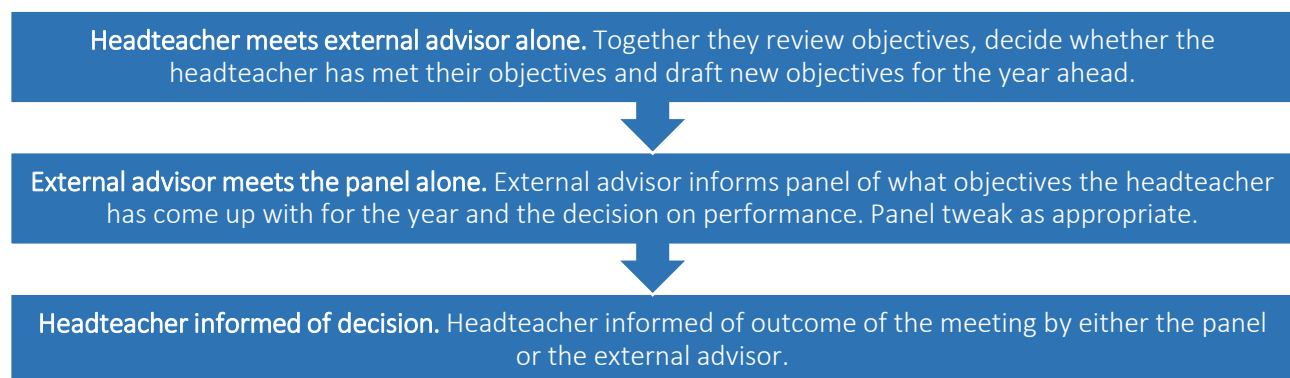 Headteacher meets external advisor alone. Together they review objectives, decide whether the
headteacher has met their objectives and draft new objectives for the year ahead.
External advisor meets the panel alone. External advisor informs panel of what objectives the headteacher
has come up with for the year and the decision on performance. Panel tweak as appropriate.
Headteacher informed of decision. Headteacher informed of outcome of the meeting by either the panel
or the external advisor.